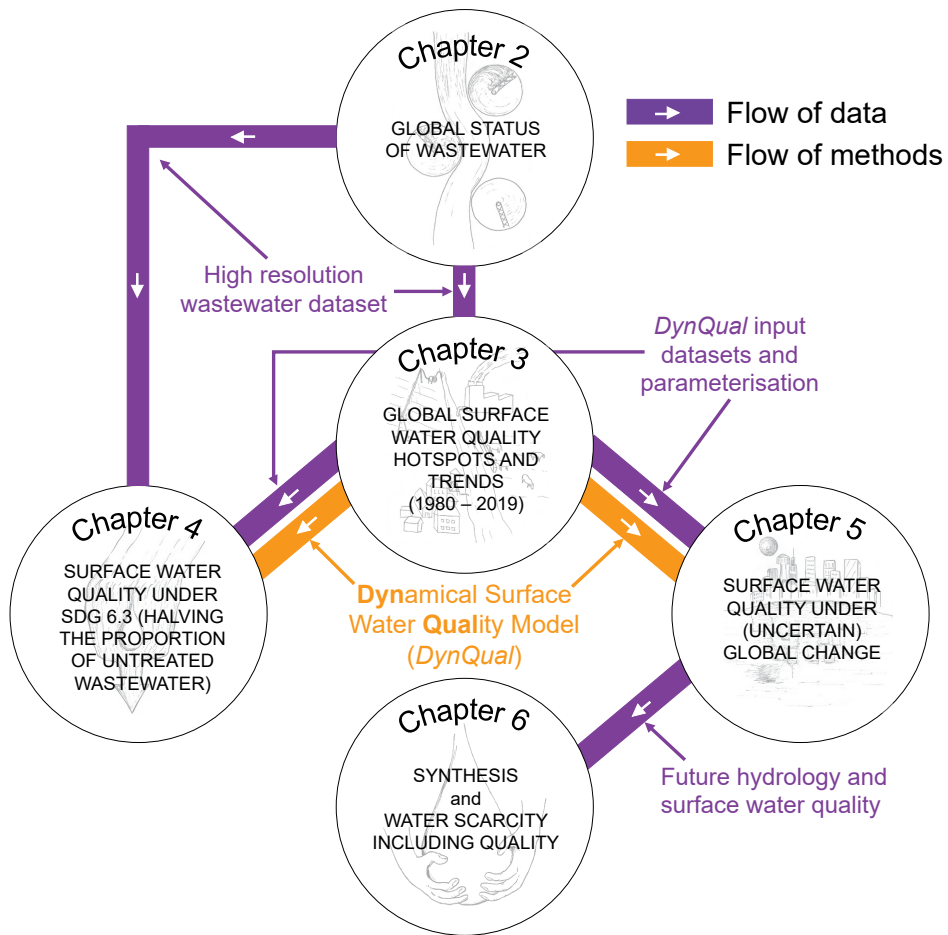 Chapter 2
GLOBAL STATUS
OF WASTEWATER
Flow of data
Flow of methods
High resolution
wastewater dataset
Chapter 3
GLOBAL SURFACE
WATER QUALITY
HOTSPOTS AND
TRENDS
(1980 – 2019)
DynQual input
datasets and
parameterisation
Chapter 4
SURFACE WATER
QUALITY UNDER
SDG 6.3 (HALVING
THE PROPORTION
OF UNTREATED
WASTEWATER)
Dynamical Surface
Water Quality Model
(DynQual)
Chapter 5
SURFACE WATER
QUALITY UNDER
(UNCERTAIN)
GLOBAL CHANGE
Chapter 6
SYNTHESIS
and
WATER SCARCITY
INCLUDING QUALITY
Future hydrology and
surface water quality